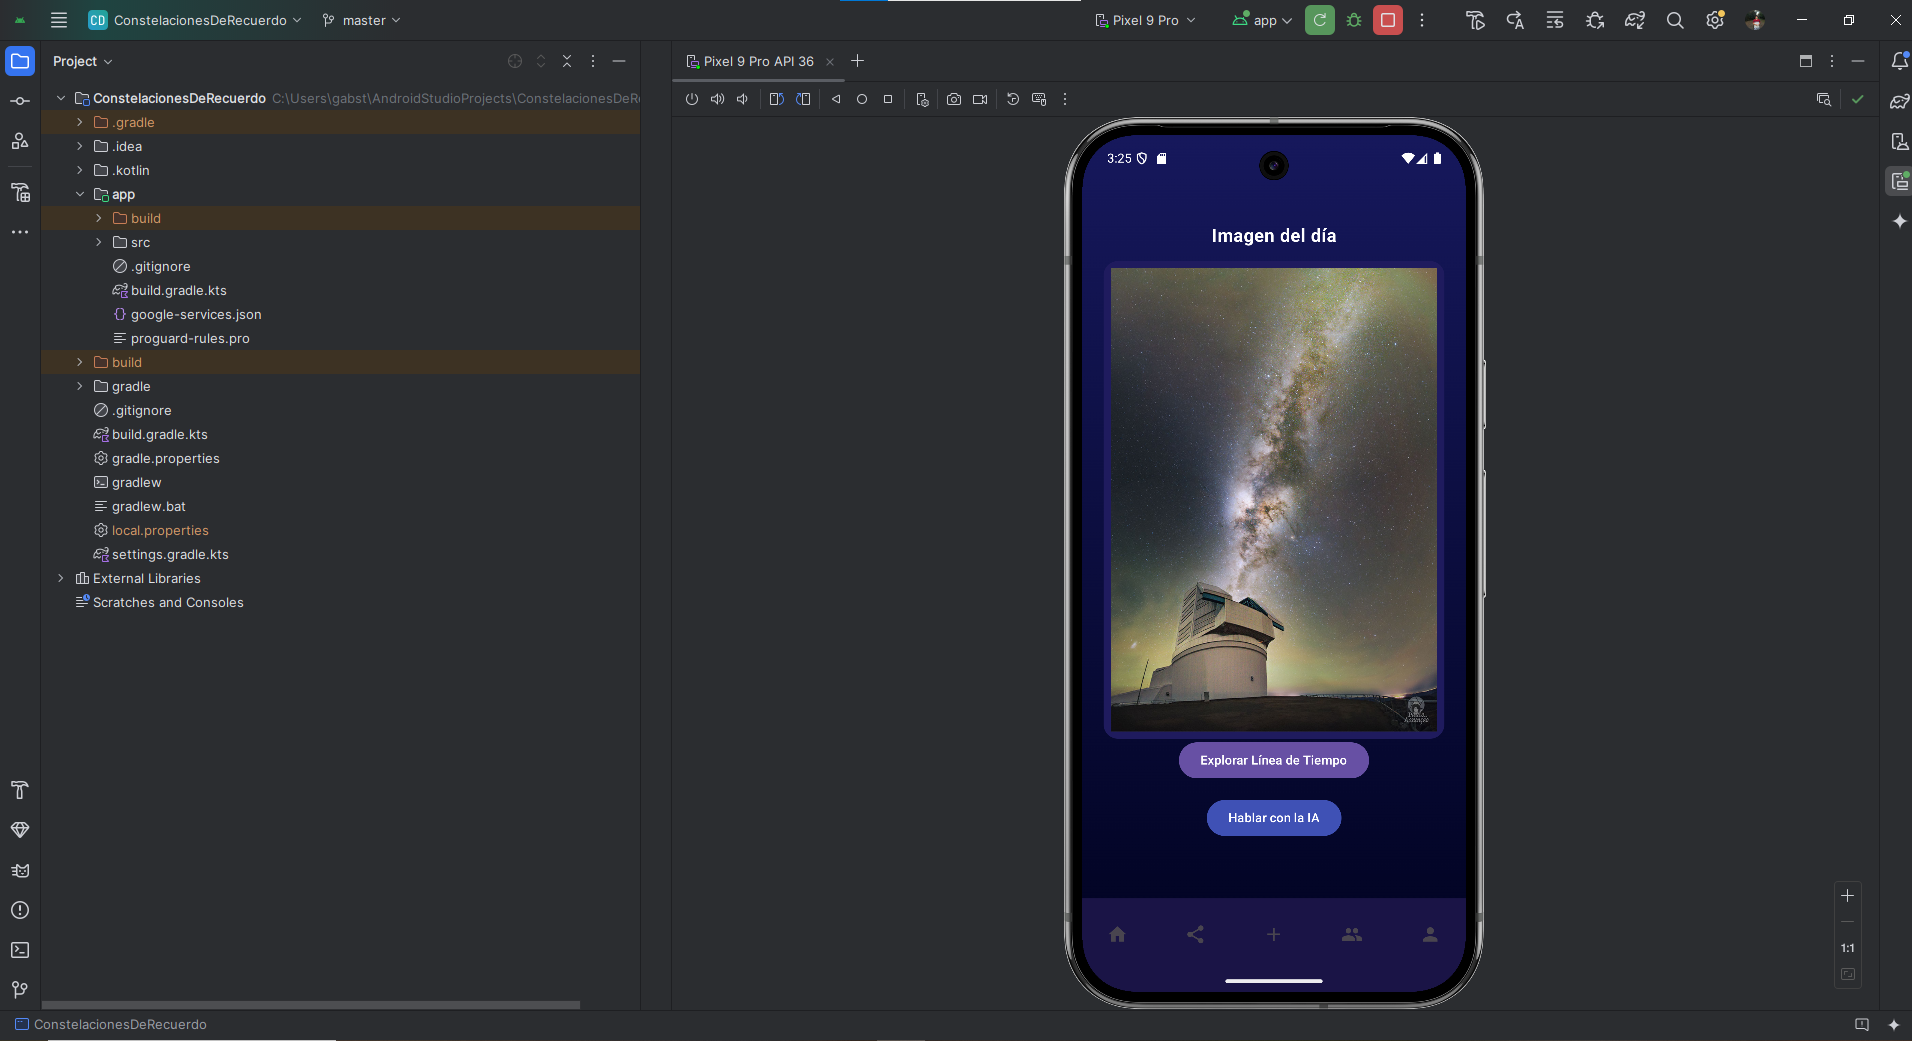 CD ConstelacionesDeRecuerdo master Pixel 9 Pro app
Project
ConstelacionesDeRecuerdo C:\Users\gabst\AndroidStudioProjects\ConstelacionesDeRe
.gradle
.idea
.kotlin
app
build
src
.gitignore
build.gradle.kts
google-services.json
proguard-rules.pro
build
gradle
.gitignore
build.gradle.kts
gradle.properties
gradlew
gradlew.bat
local.properties
settings.gradle.kts
External Libraries
Scratches and Consoles
Pixel 9 Pro API 36
3:25
Imagen del día
Explorar Línea de Tiempo
Hablar con la IA
1:1
ConstelacionesDeRecuerdo